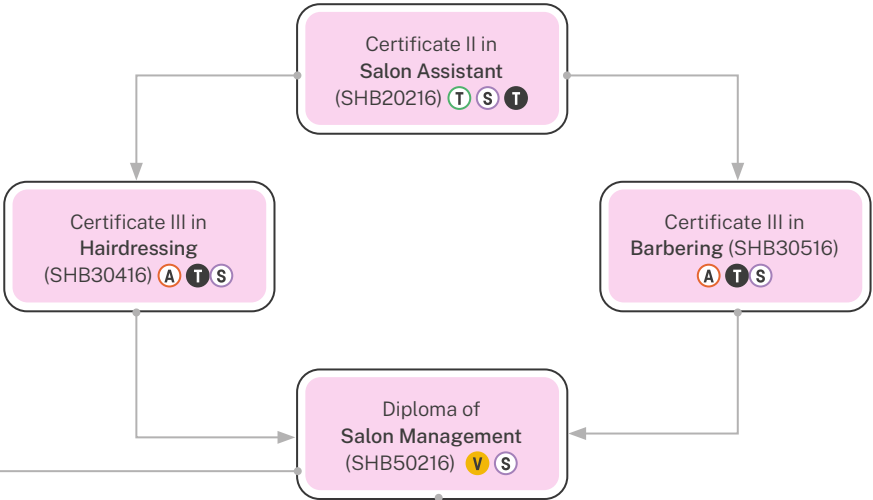 Certificate II in
Salon Assistant
(SHB20216) T S T
Certificate III in
Hairdressing
(SHB30416) A T S
Certificate III in
Barbering (SHB30516)
A T S
Diploma of
Salon Management
(SHB50216) V S